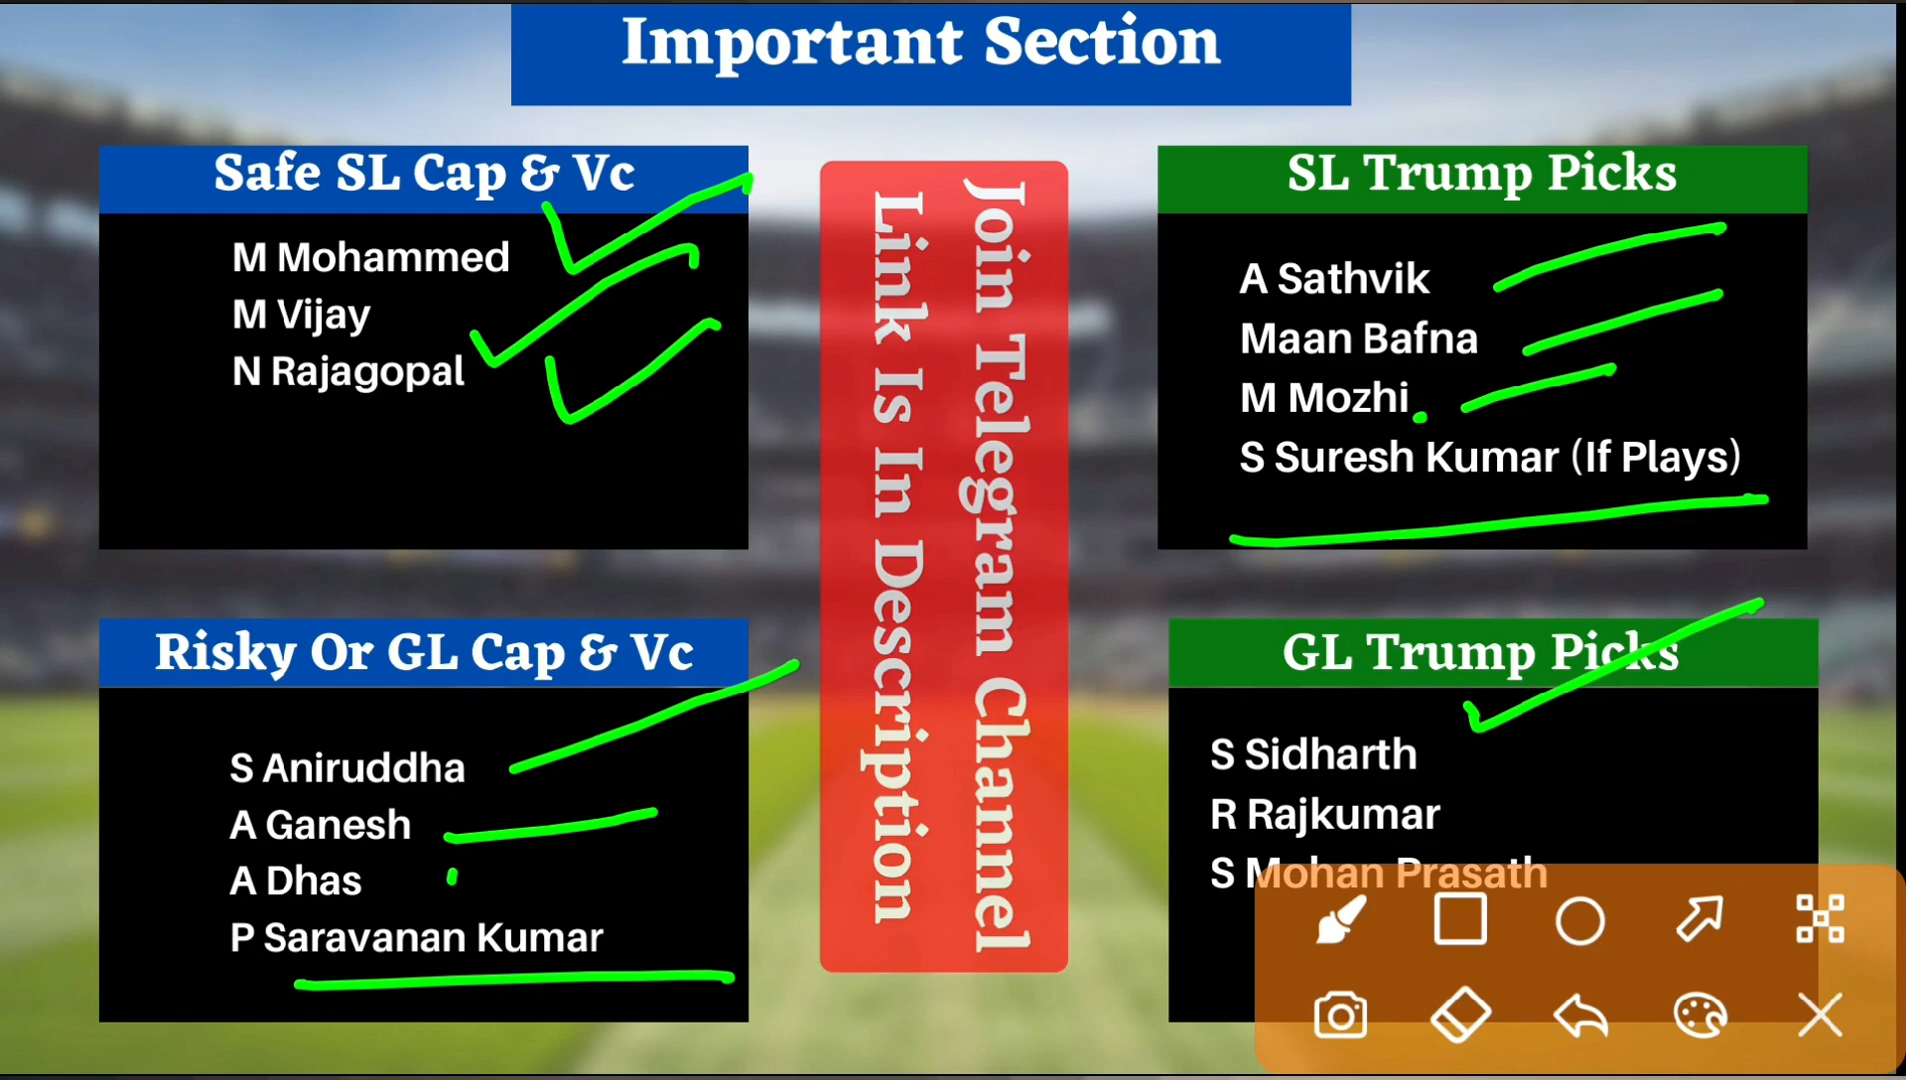 Important Section
Safe SL Cap & Vc
M Mohammed
M Vijay
N Rajagopal
Join Telegram Channel
Link Is In Description
SL Trump Picks
A Sathvik
Maan Bafna
M Mozhi
S Suresh Kumar (If Plays)
Risky Or GL Cap & Vc
S Aniruddha
A Ganesh
A Dhas
P Saravanan Kumar
GL Trump Picks
S Sidharth
R Rajkumar
S Mohan Prasath